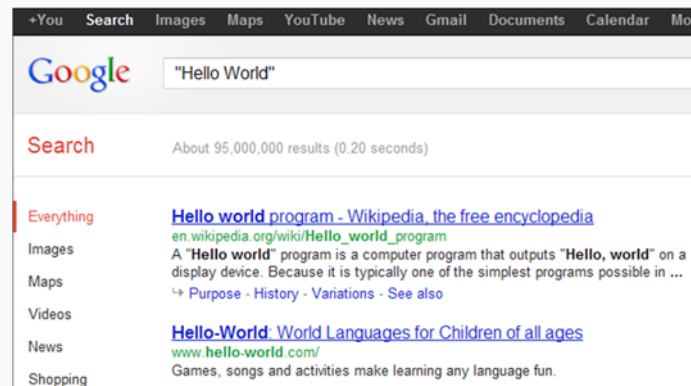 +You Search Images Maps YouTube News Gmail Documents Calendar Mo
Google
"Hello World"
Search
About 95,000,000 results (0.20 seconds)
Everything
Images
Maps
Videos
News
Shopping
Hello world program - Wikipedia, the free encyclopedia
en.wikipedia.org/wiki/Hello_world_program
A "Hello world" program is a computer program that outputs "Hello, world" on a
display device. Because it is typically one of the simplest programs possible in ...
↳ Purpose - History - Variations - See also
Hello-World: World Languages for Children of all ages
www.hello-world.com/
Games, songs and activities make learning any language fun.